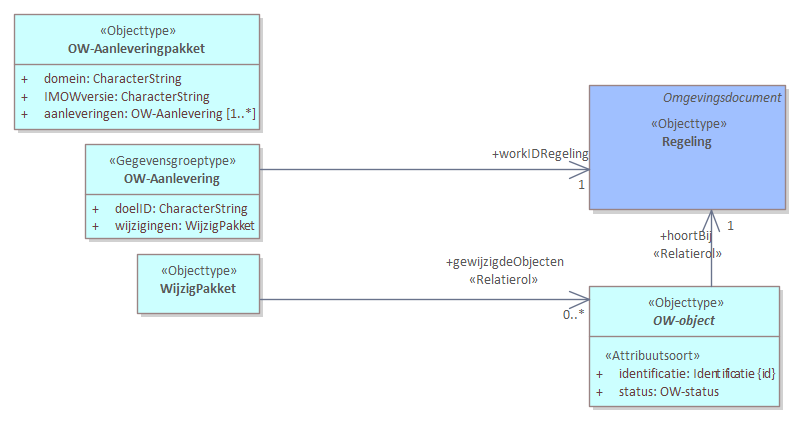 «Objecttype»
OW-Aanleveringpakket
+ domein: CharacterString
+ IMOWversie: CharacterString
+ aanleveringen: OW-Aanlevering [1..*]
«Gegevensgroeptype»
OW-Aanlevering
+ doelID: CharacterString
+ wijzigingen: WijzigPakket
«Objecttype»
WijzigPakket
+workIDRegeling
1
Omgevingsdocument
«Objecttype»
Regeling
1
+hoortBij
«Relatierol»
+gewijzigdeObjecten
«Relatierol»
0..*
«Objecttype»
OW-object
«Attribuutsoort»
+ identificatie: Identificatie {id}
+ status: OW-status